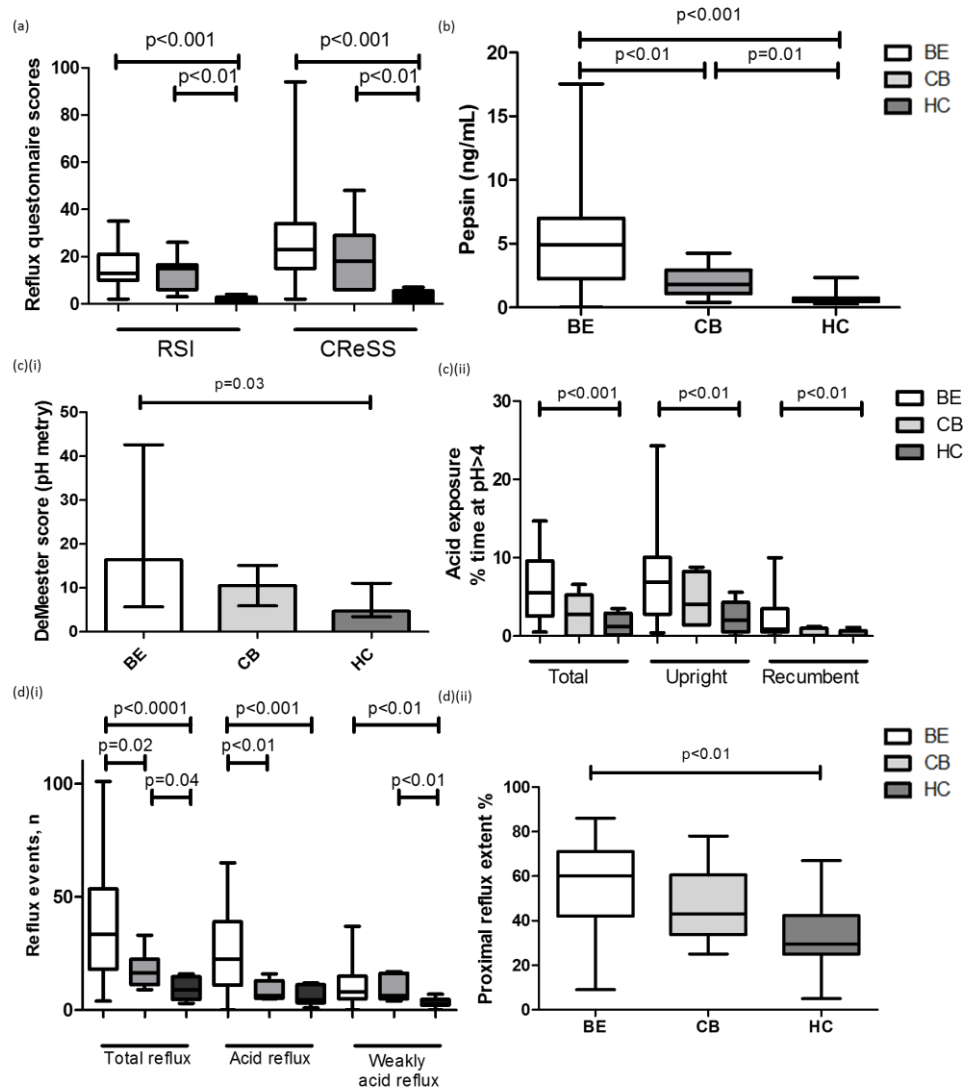 (a)
p<0.001
p<0.001
p<0.01
p<0.01
Reflux questonnaire scores
100
80
60
40
20
0
RSI
CReSS
(b)
p<0.001
p<0.01
p=0.01
BE
CB
HC
Pepsin (ng/mL)
20
15
10
5
0
BE
CB
HC
(c)(i)
p=0.03
DeMeester score (pH metry)
50
40
30
20
10
0
BE
CB
HC
(c)(ii)
p<0.001
p<0.01
p<0.01
BE
CB
HC
Acid exposure
% time at pH>4
30
20
10
0
Total
Upright
Recumbent
(d)(i)
p<0.0001
p<0.001
p<0.01
p=0.02
p<0.01
p=0.04
p<0.01
Reflux events, n
100
50
0
Total reflux
Acid reflux
Weakly
acid reflux
(d)(ii)
p<0.01
BE
CB
HC
Proximal reflux extent %
100
80
60
40
20
0
BE
CB
HC